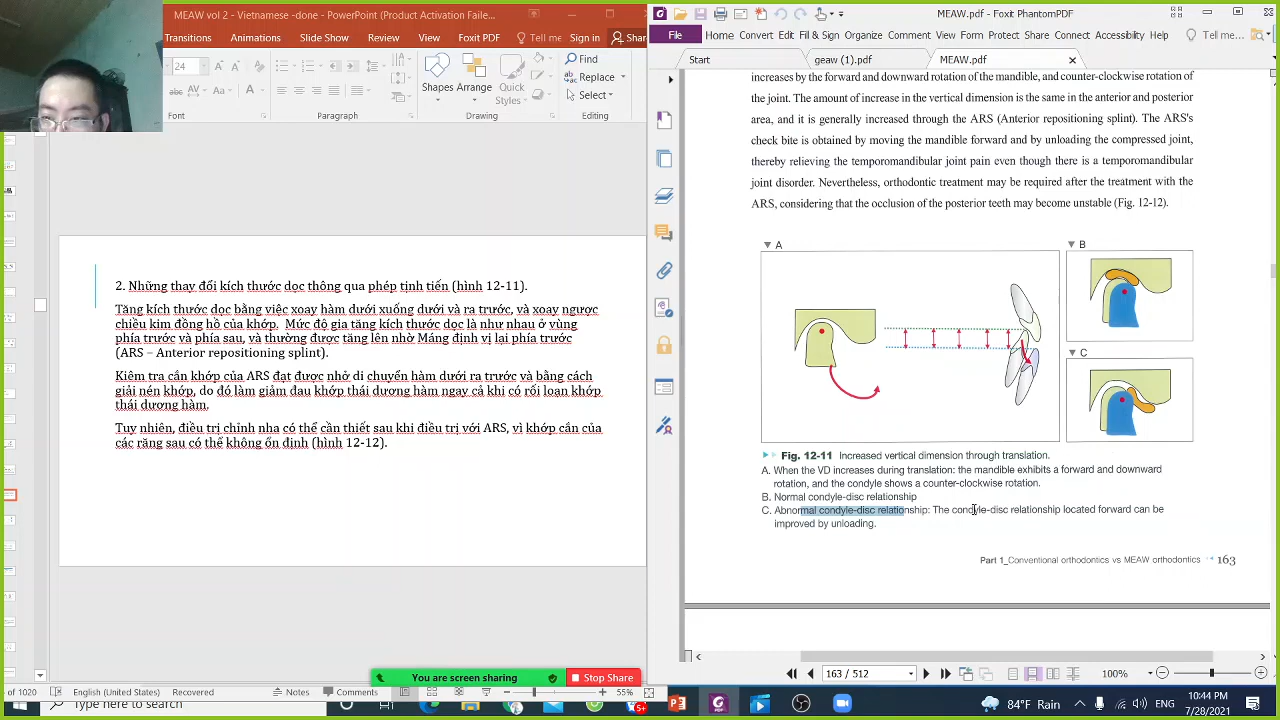 MEAW vol 2 - Vietnamese -done - PowerPoint (Product Activation Faile...
Transitions Animations Slide Show Review View Foxit PDF Tell me Sign in Shar
24
Shapes Arrange Quick
Styles
Find
Replace
Select
Font Paragraph Drawing Editing
2. Những thay đổi kích thước dọc thông qua phép tịnh tiến (hình 12-11).
Tăng kích thước dọc bằng việc xoay hàm dưới xuống dưới và ra trước, và xoay ngược
chiều kim đồng hồ của khớp. Mức độ gia tăng kích thước dọc là như nhau ở vùng
phía trước và phía sau, và thường được tăng lên nhờ Máng định vị lại phía trước
(ARS – Anterior repositioning splint).
Kiểm tra cắn khớp của ARS đạt được nhờ di chuyển hàm dưới ra trước và bằng cách
giải nén khớp, do đó làm giảm đau khớp thái dương hàm ngay cả khi có rối loạn khớp
thái dương hàm.
Tuy nhiên, điều trị chỉnh nha có thể cần thiết sau khi điều trị với ARS, vì khớp cắn của
các răng sau có thể không ổn định (hình 12-12).
You are screen sharing Stop Share
of 1020 English (United States) Recovered Notes Comments 55%
Type here to search
MEAW.pdf - Foxit PhantomPDF
File Home Convert Edit Fill & Sign Organize Comment View Form Protect Connect Share Accessibility Help Tell me...
Start geaw (1).pdf MEAW.pdf
increases by the forward and downward rotation of the mandible, and counter-clockwise rotation of
the joint. The amount of increase in the vertical dimension is the same in the anterior and posterior
area, and it is generally increased through the ARS (Anterior repositioning splint). The ARS's
check bite is obtained by moving the mandible forward and by unloading the compressed joint,
thereby relieving the temporomandibular joint pain even though there is a temporomandibular
joint disorder. Nevertheless, orthodontic treatment may be required after the treatment with the
ARS, considering that the occlusion of the posterior teeth may become unstable (Fig. 12-12).
A
B
C
Fig. 12-11 Increased vertical dimension through translation.
A. When the VD increases during translation: the mandible exhibits a forward and downward
rotation, and the condyle shows a counter-clockwise rotation.
B. Normal condyle-disc relationship
C. Abnormal condyle-disc relationship: The condyle-disc relationship located forward can be
improved by unloading.
Part 1_Conventional orthodontics vs MEAW orthodontics 163
163 / 512 100%
5+
84°F Rain ENG 10:44 PM
7/28/2021